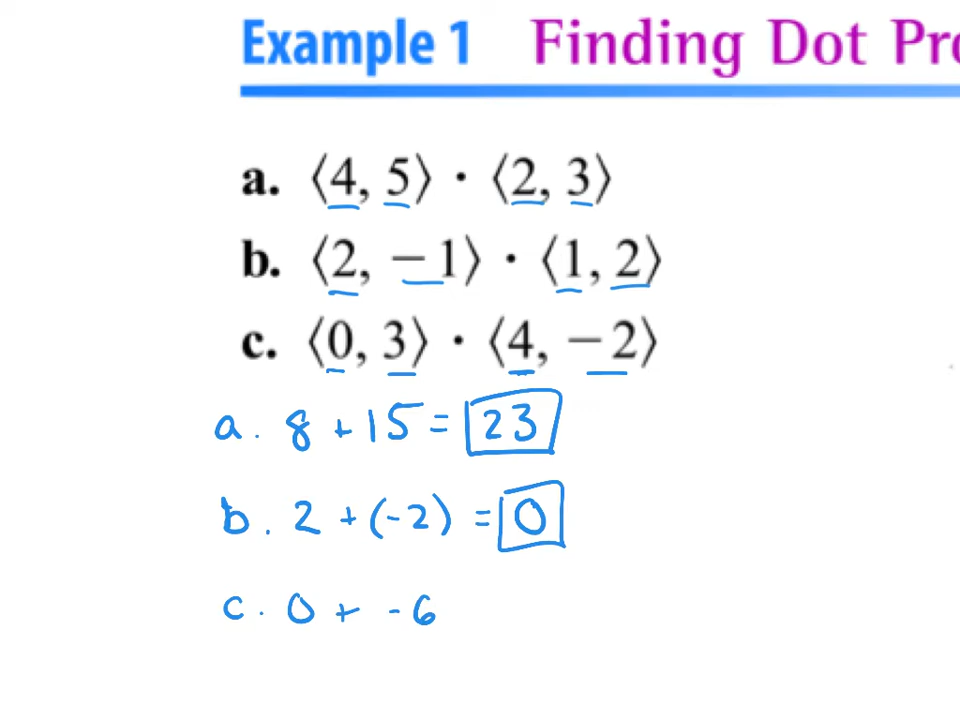 Example 1 Finding Dot Pro
a. ⟨4, 5⟩ · ⟨2, 3⟩
b. ⟨2, −1⟩ · ⟨1, 2⟩
c. ⟨0, 3⟩ · ⟨4, −2⟩
a. 8 + 15 = 23
b. 2 + (-2) = 0
c. 0 + -6